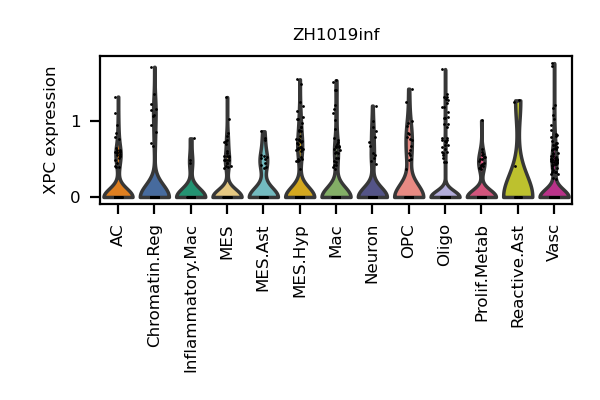 ZH1019inf
XPC expression
1
0
AC
Chromatin.Reg
Inflammatory.Mac
MES
MES.Ast
MES.Hyp
Mac
Neuron
OPC
Oligo
Prolif.Metab
Reactive.Ast
Vasc